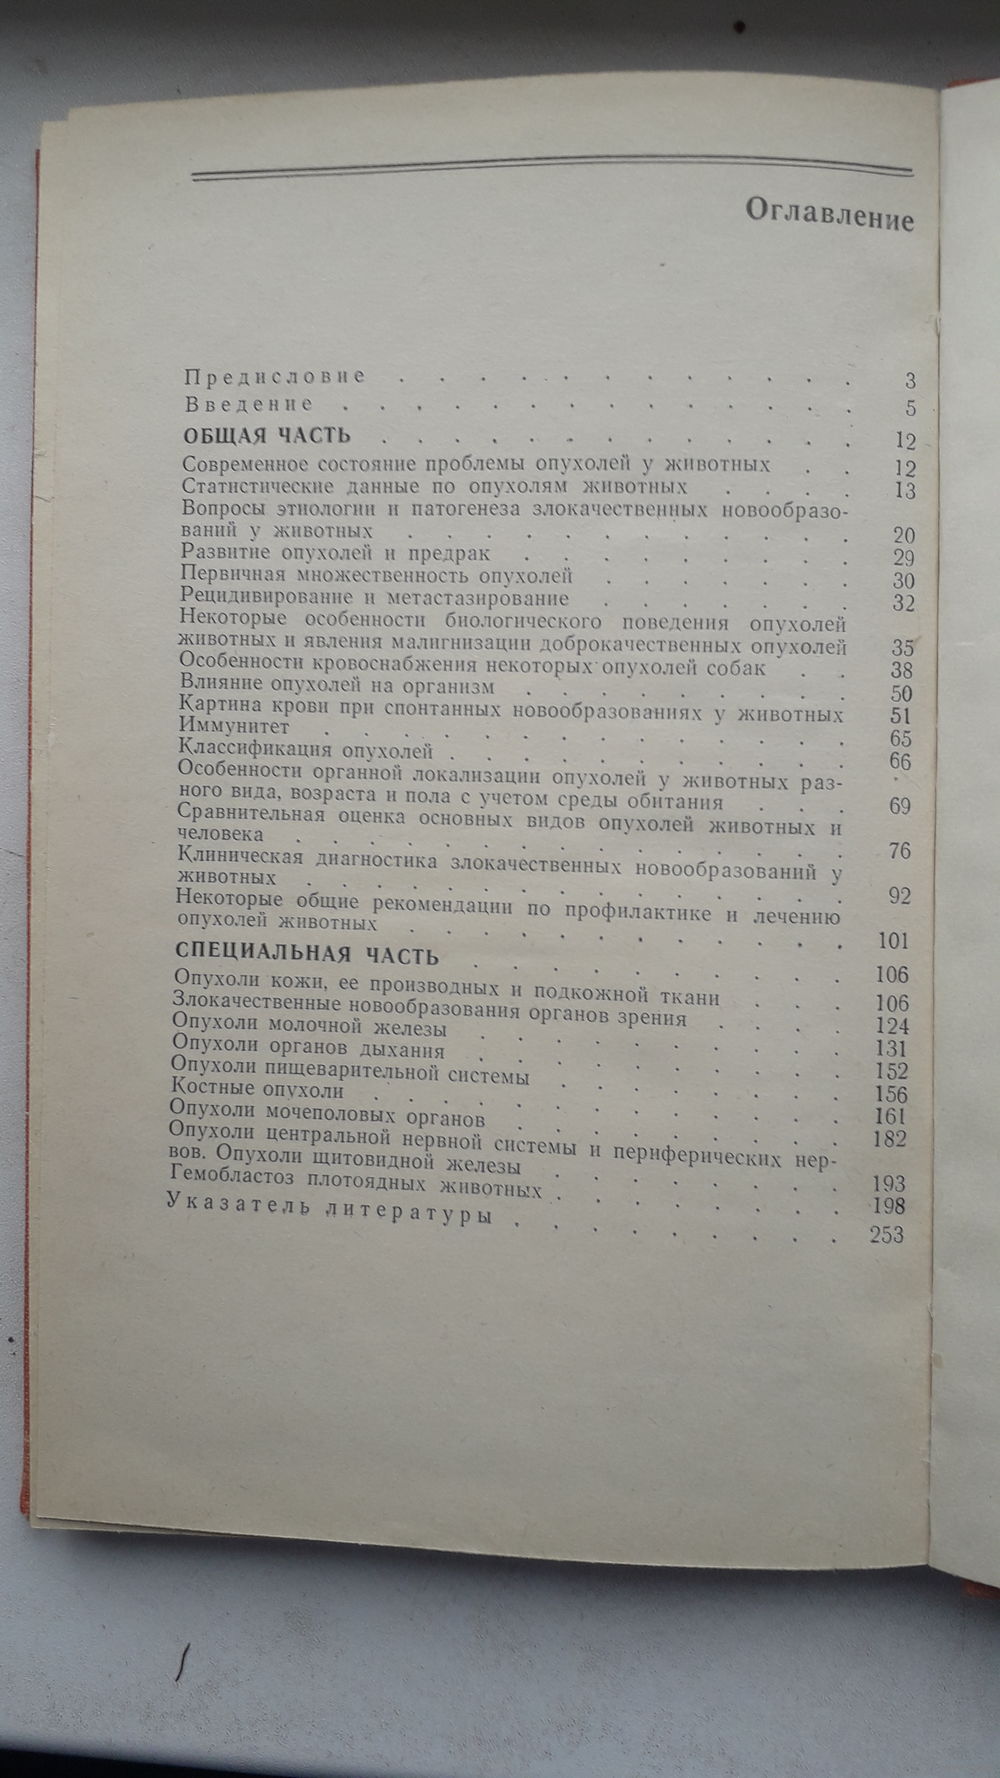 Оглавление
Предисловие . . . . . . . . . . . . 3
Введение . . . . . . . . . . . . . . 5
ОБЩАЯ ЧАСТЬ . . . . . . . . . . . . . 12
Современное состояние проблемы опухолей у животных . . 12
Статистические данные по опухолям животных . . . . 13
Вопросы этиологии и патогенеза злокачественных новообразо-
ваний у животных . . . . . . . . . . . . 20
Развитие опухолей и предрак . . . . . . . . . 29
Первичная множественность опухолей . . . . . . . 30
Рецидивирование и метастазирование . . . . . . . 32
Некоторые особенности биологического поведения опухолей
животных и явления малигнизации доброкачественных опухолей 35
Особенности кровоснабжения некоторых опухолей собак . . 38
Влияние опухолей на организм . . . . . . . . . 50
Картина крови при спонтанных новообразованиях у животных 51
Иммунитет . . . . . . . . . . . . . . 65
Классификация опухолей . . . . . . . . . . . 66
Особенности органной локализации опухолей у животных раз-
ного вида, возраста и пола с учетом среды обитания . . . 69
Сравнительная оценка основных видов опухолей животных и
человека . . . . . . . . . . . . . . . 76
Клиническая диагностика злокачественных новообразований у
животных . . . . . . . . . . . . . . . 92
Некоторые общие рекомендации по профилактике и лечению
опухолей животных . . . . . . . . . . . . 101
СПЕЦИАЛЬНАЯ ЧАСТЬ . . . . . . . . . . 106
Опухоли кожи, ее производных и подкожной ткани . . . 106
Злокачественные новообразования органов зрения . . . . 124
Опухоли молочной железы . . . . . . . . . . 131
Опухоли органов дыхания . . . . . . . . . . 152
Опухоли пищеварительной системы . . . . . . . . 156
Костные опухоли . . . . . . . . . . . . . 161
Опухоли мочеполовых органов . . . . . . . . . 182
Опухоли центральной нервной системы и периферических нер-
вов. Опухоли щитовидной железы . . . . . . . . 193
Гемобластоз плотоядных животных . . . . . . . . 198
Указатель литературы . . . . . . . . . 253